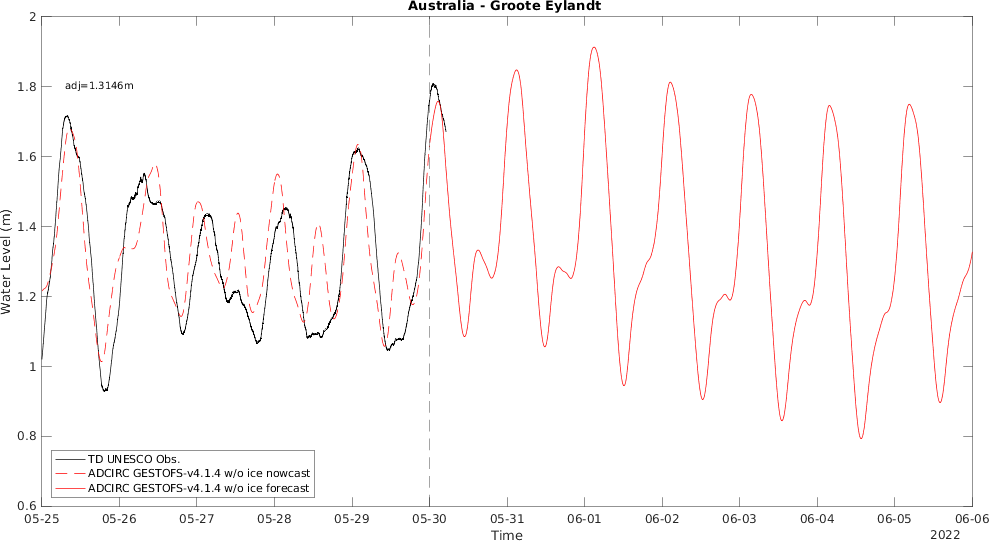 Australia - Groote Eylandt
adj=1.3146m
Water Level (m)
2
1.8
1.6
1.4
1.2
1
0.8
0.6
TD UNESCO Obs.
ADCIRC GESTOFS-v4.1.4 w/o ice nowcast
ADCIRC GESTOFS-v4.1.4 w/o ice forecast
05-25 05-26 05-27 05-28 05-29 05-30 05-31 06-01 06-02 06-03 06-04 06-05 06-06
Time
2022